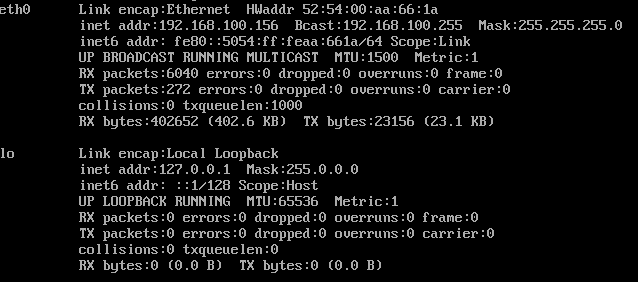 eth0 Link encap:Ethernet HWaddr 52:54:00:aa:66:1a
inet addr:192.168.100.156 Bcast:192.168.100.255 Mask:255.255.255.0
inet6 addr: fe80::5054:ff:feaa:661a/64 Scope:Link
UP BROADCAST RUNNING MULTICAST MTU:1500 Metric:1
RX packets:6040 errors:0 dropped:0 overruns:0 frame:0
TX packets:272 errors:0 dropped:0 overruns:0 carrier:0
collisions:0 txqueuelen:1000
RX bytes:402652 (402.6 KB) TX bytes:23156 (23.1 KB)
lo Link encap:Local Loopback
inet addr:127.0.0.1 Mask:255.0.0.0
inet6 addr: ::1/128 Scope:Host
UP LOOPBACK RUNNING MTU:65536 Metric:1
RX packets:0 errors:0 dropped:0 overruns:0 frame:0
TX packets:0 errors:0 dropped:0 overruns:0 carrier:0
collisions:0 txqueuelen:0
RX bytes:0 (0.0 B) TX bytes:0 (0.0 B)